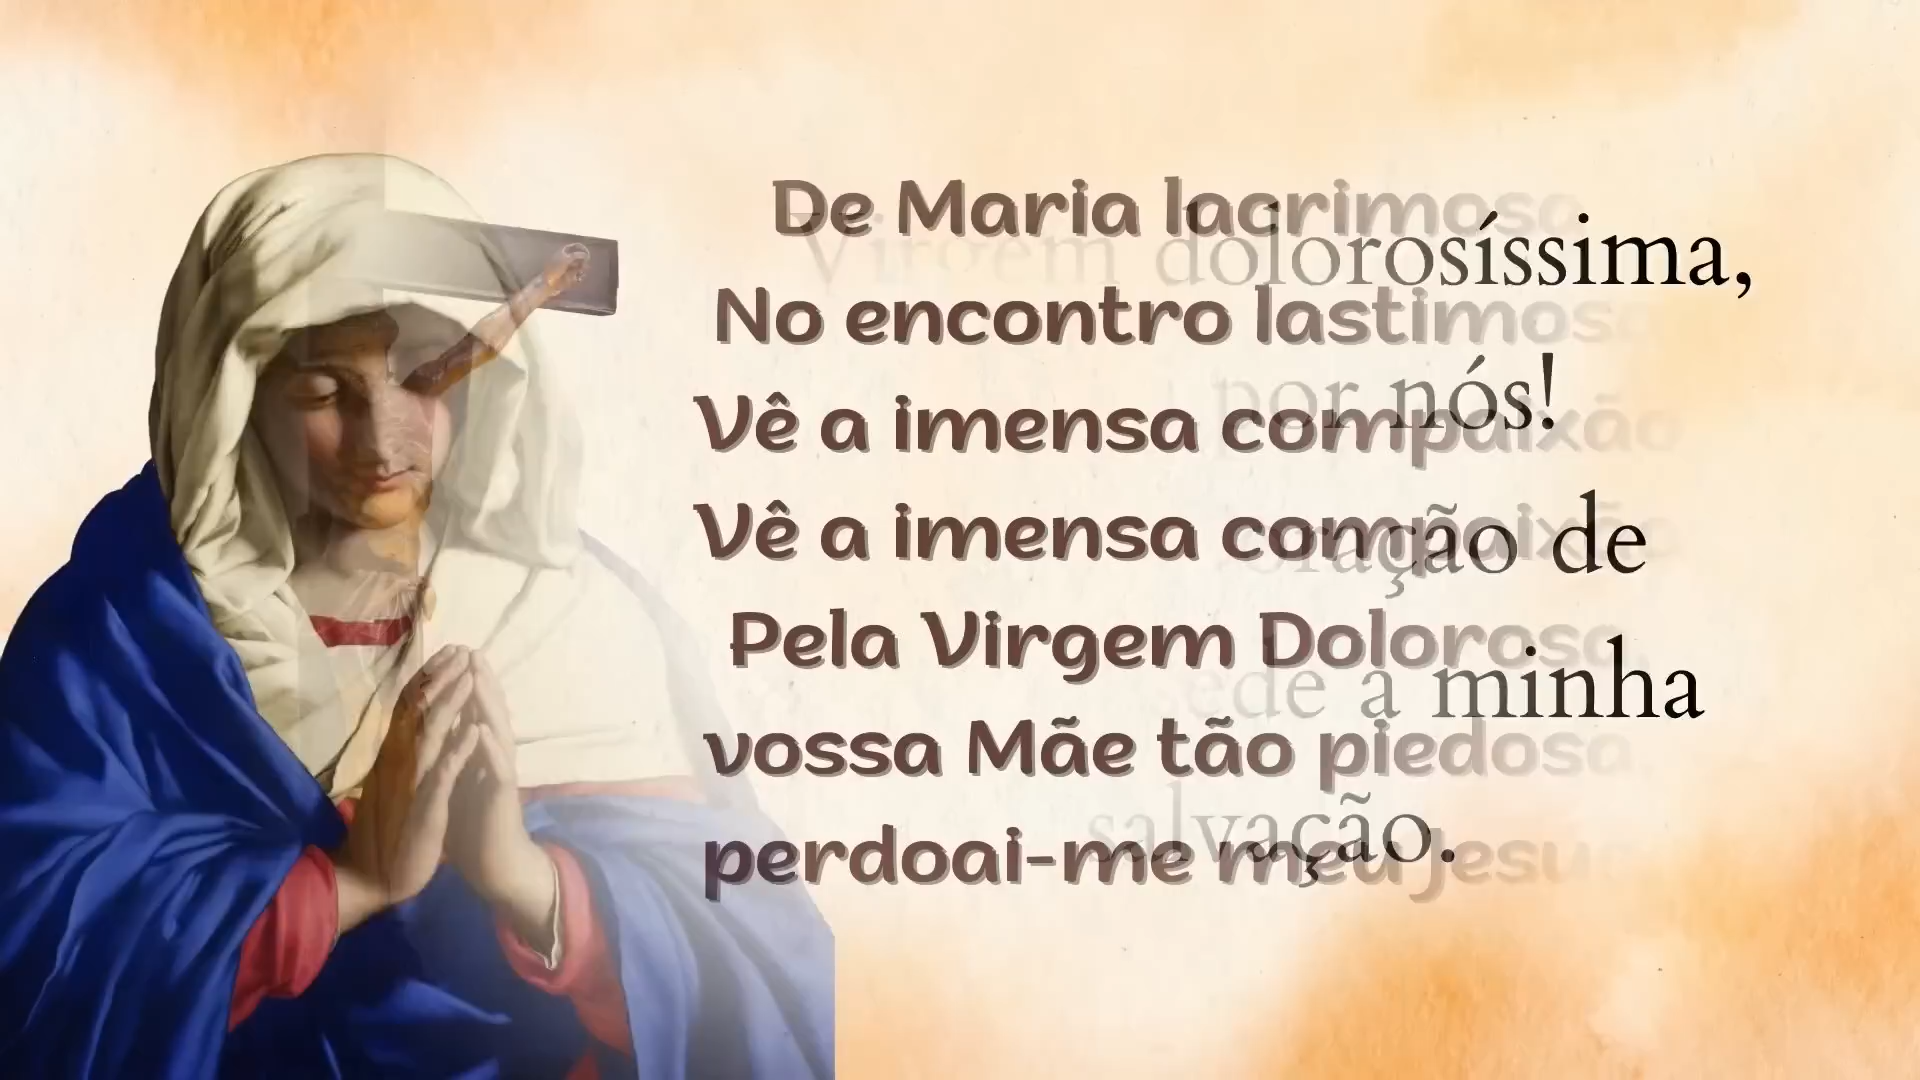 De Maria lacrimosa
No encontro lastimosa
Vê a imensa compaixão
Vê a imensa compaixão
Pela Virgem Dolorosa,
vossa Mãe tão piedosa,
perdoai-me meu Jesus
Virgem dolorosíssima,
por nós!
oração de
sede a minha
salvação.